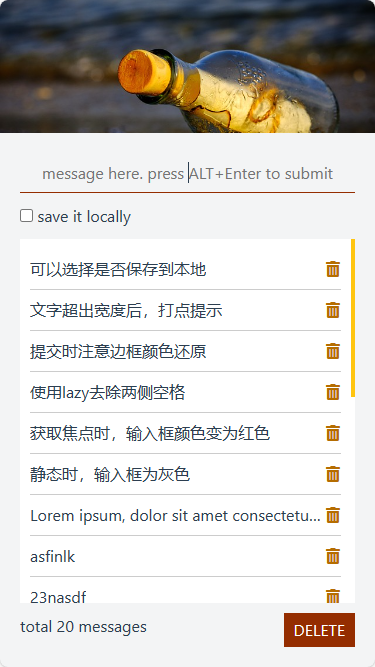 message here. press ALT+Enter to submit
save it locally
可以选择是否保存到本地
文字超出宽度后，打点提示
提交时注意边框颜色还原
使用lazy去除两侧空格
获取焦点时，输入框颜色变为红色
静态时，输入框为灰色
Lorem ipsum, dolor sit amet consectetu...
asfinlk
23nasdf
total 20 messages
DELETE